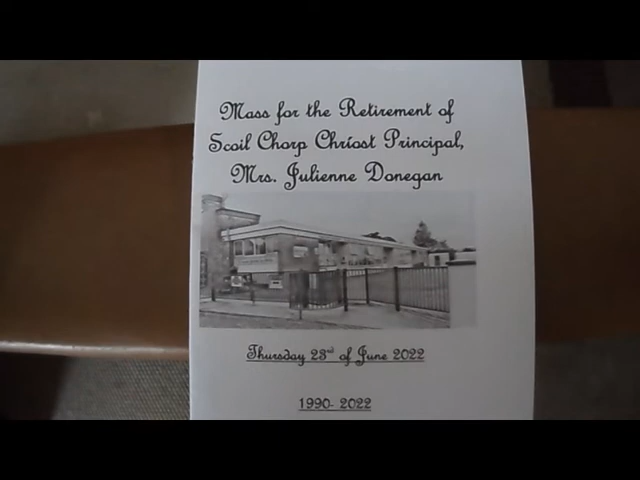 Mass for the Retirement of
Scoil Chorp Chríost Principal,
Mrs. Julienne Donegan
Thursday 23rd of June 2022
1990- 2022